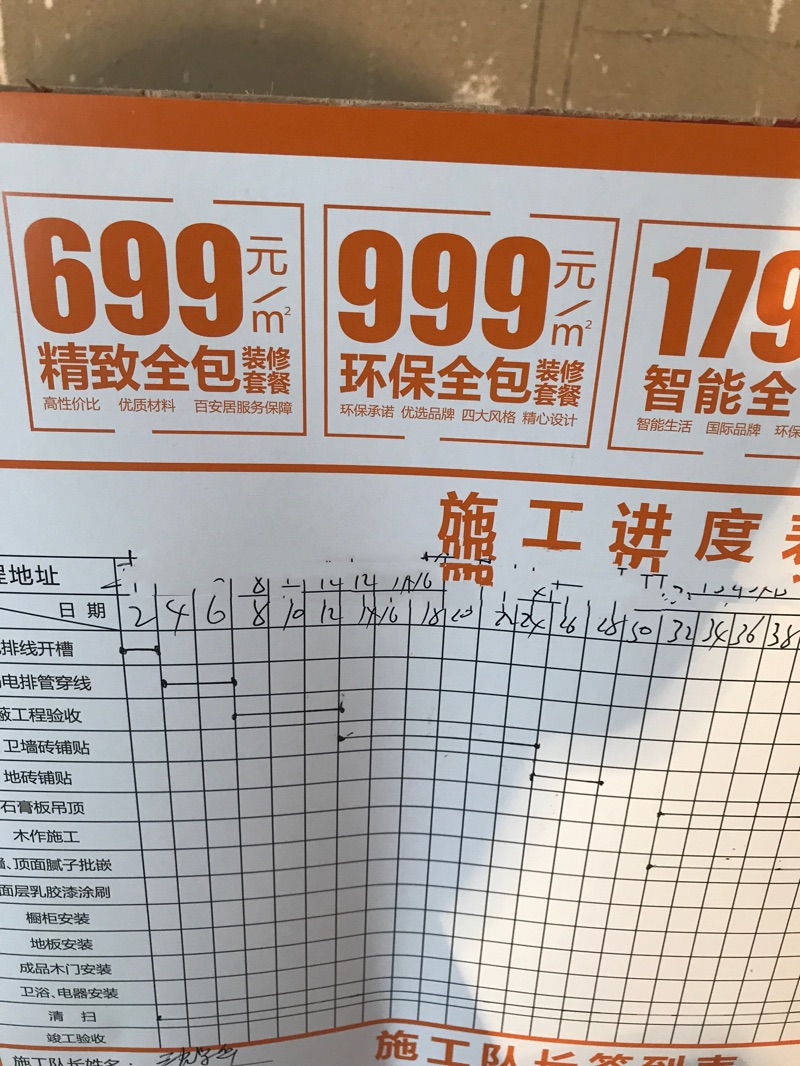 699元/m²
精致全包装修套餐
高性价比 优质材料 百安居服务保障
999元/m²
环保全包装修套餐
环保承诺 优选品牌 四大风格 精心设计
179
智能全
智能生活 国际品牌 环保
施工进度表
程地址
日期 2 4 6 8 10 12 14 16 18 20 22 24 26 28 30 32 34 36 38
排线开槽
电排管穿线
蔽工程验收
卫墙砖铺贴
地砖铺贴
石膏板吊顶
木作施工
墙、顶面腻子批嵌
面层乳胶漆涂刷
橱柜安装
地板安装
成品木门安装
卫浴、电器安装
清扫
竣工验收
施工队长姓名：
施工队长签到表